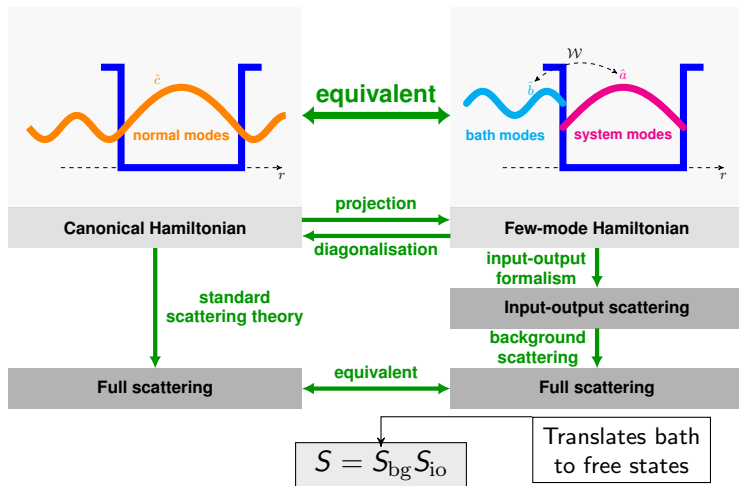 ĉ
normal modes
r
equivalent
𝒲
b̂
â
bath modes
system modes
r
Canonical Hamiltonian
projection
diagonalisation
Few-mode Hamiltonian
input-output
formalism
standard
scattering theory
Input-output scattering
background
scattering
Full scattering
equivalent
Full scattering
S = S_bg S_io
Translates bath
to free states